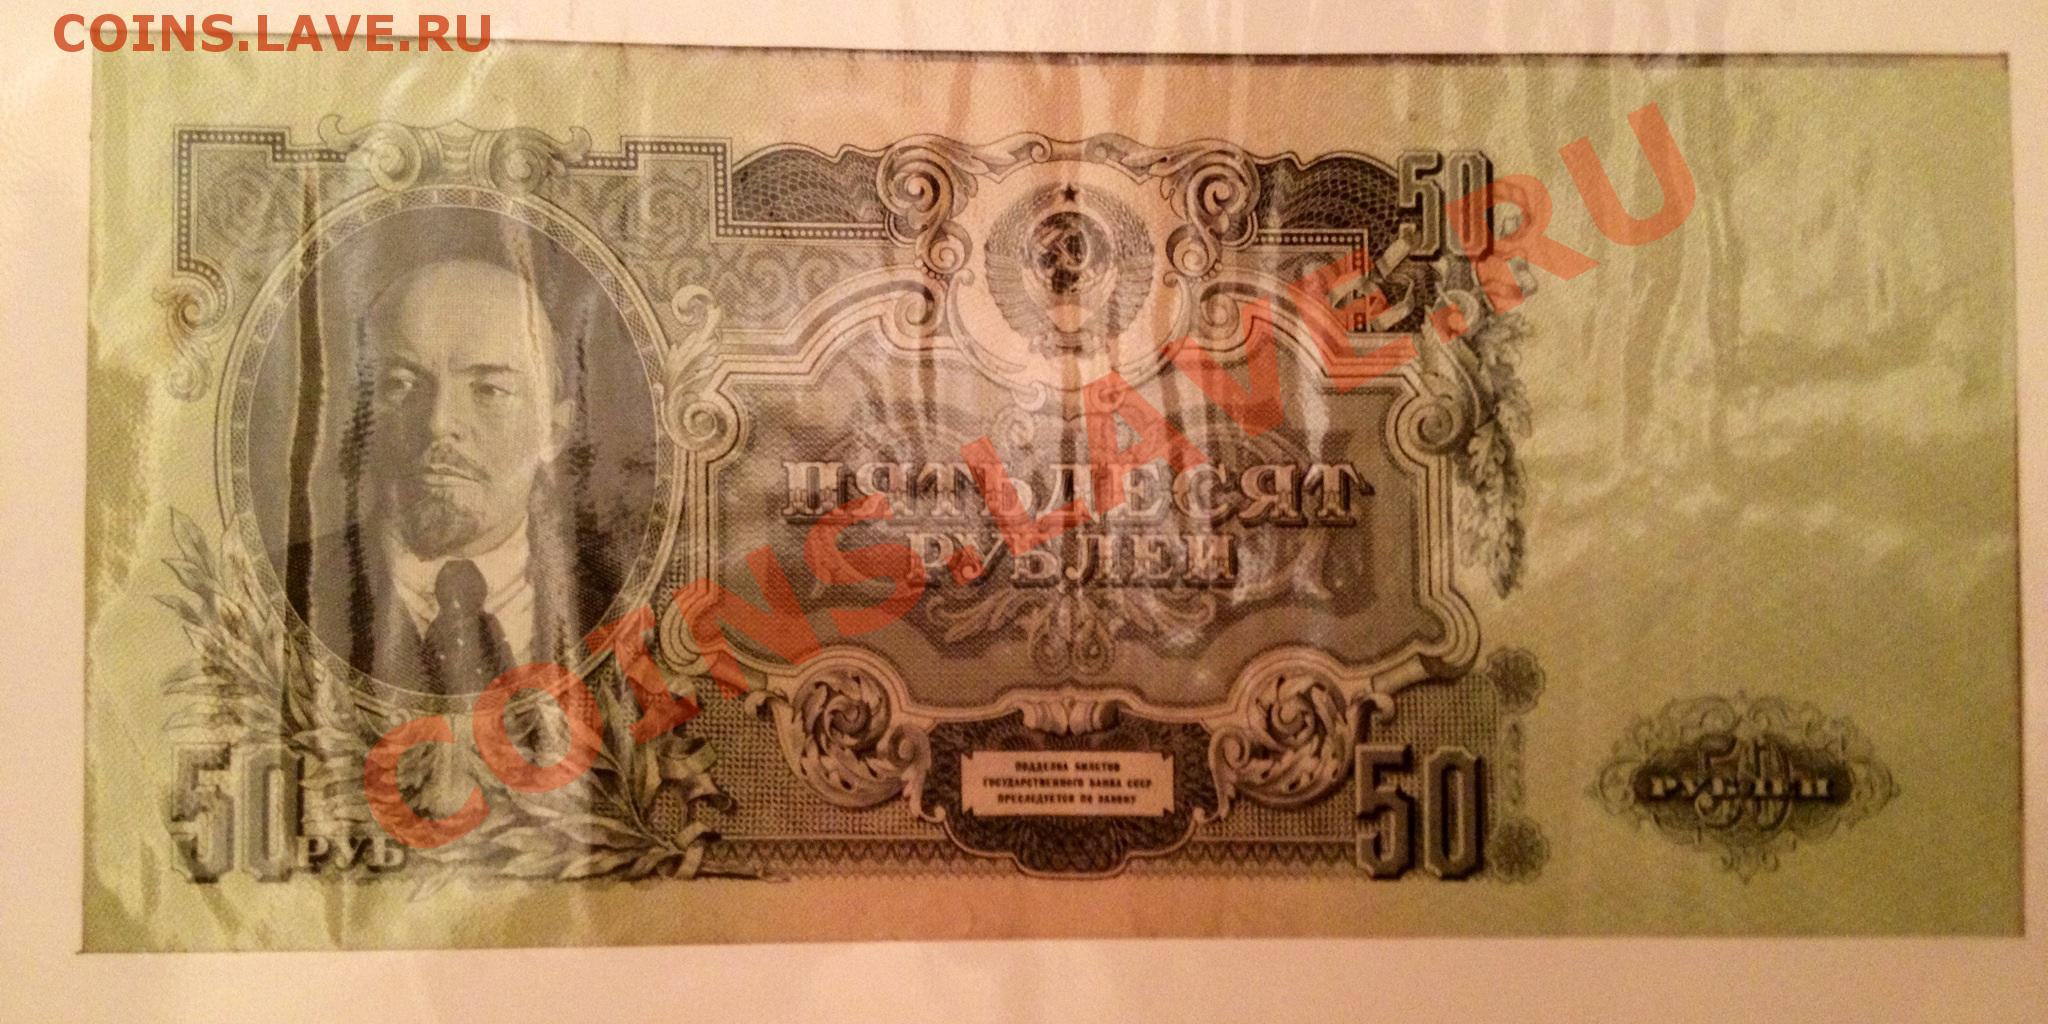 COINS.LAVE.RU
50
ПЯТЬДЕСЯТ
РУБЛЕЙ
COINS.LAVE.RU
ПОДДЕЛКА БИЛЕТОВ
ГОСУДАРСТВЕННОГО БАНКА СССР
ПРЕСЛЕДУЕТСЯ ПО ЗАКОНУ
50 РУБ
50
50
РУБЛЕЙ